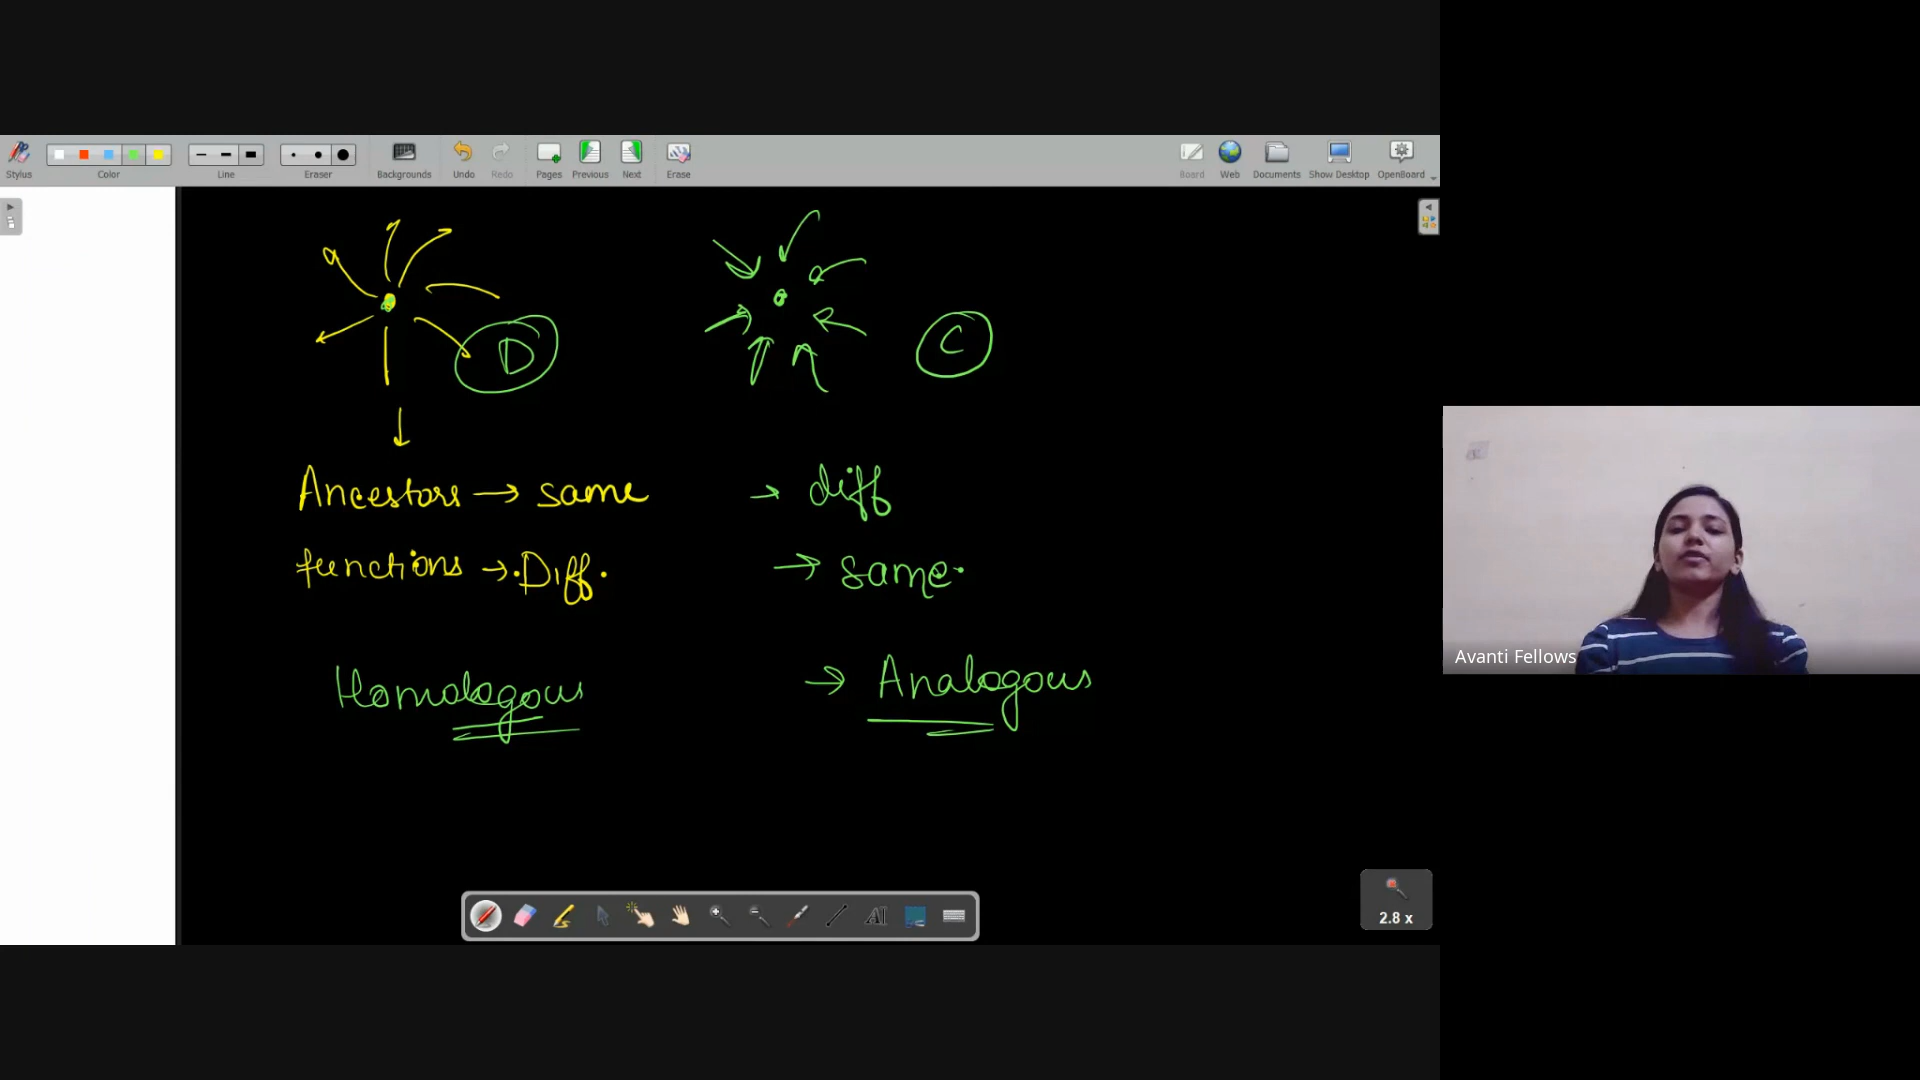 Stylus Color Line Eraser Backgrounds Undo Redo Pages Previous Next Erase Board Web Documents Show Desktop OpenBoard
D
C
Ancestors → same → diff
functions → Diff. → same.
Homologous → Analogous
Avanti Fellows
2.8 x